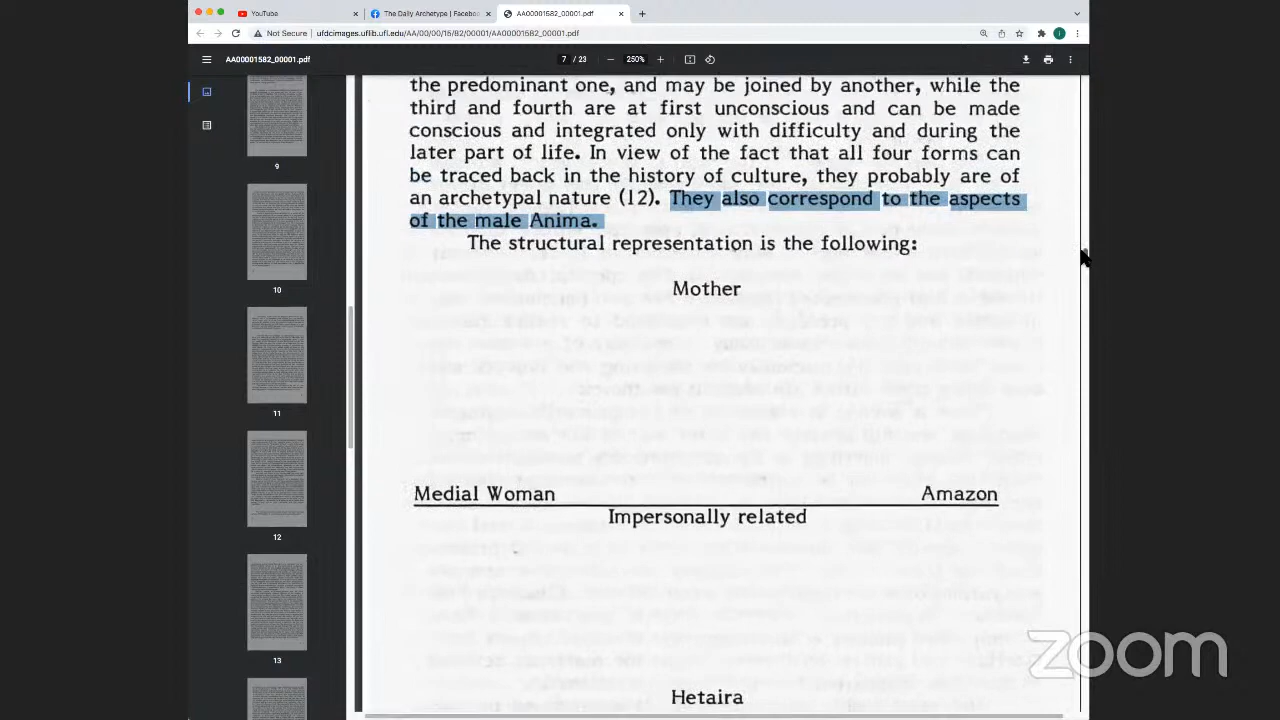 YouTube
The Daily Archetype | Facebo
AA00001582_00001.pdf
Not Secure | ufdcimages.uflib.ufl.edu/AA/00/00/15/82/00001/AA00001582_00001.pdf
AA00001582_00001.pdf
7 / 23
250%
the predominant one, and may be joined by another, while the
third and fourth are at first unconscious and can be made
conscious and integrated only with difficulty and during the
later part of life. In view of the fact that all four forms can
be traced back in the history of culture, they probably are of
an archetypal nature (12). They also correspond to the aspects
of the male Anima.
The structural representation is the following:
Mother
Medial Woman
Amazon
Impersonally related
Hetaira
9
10
11
12
13
zoom